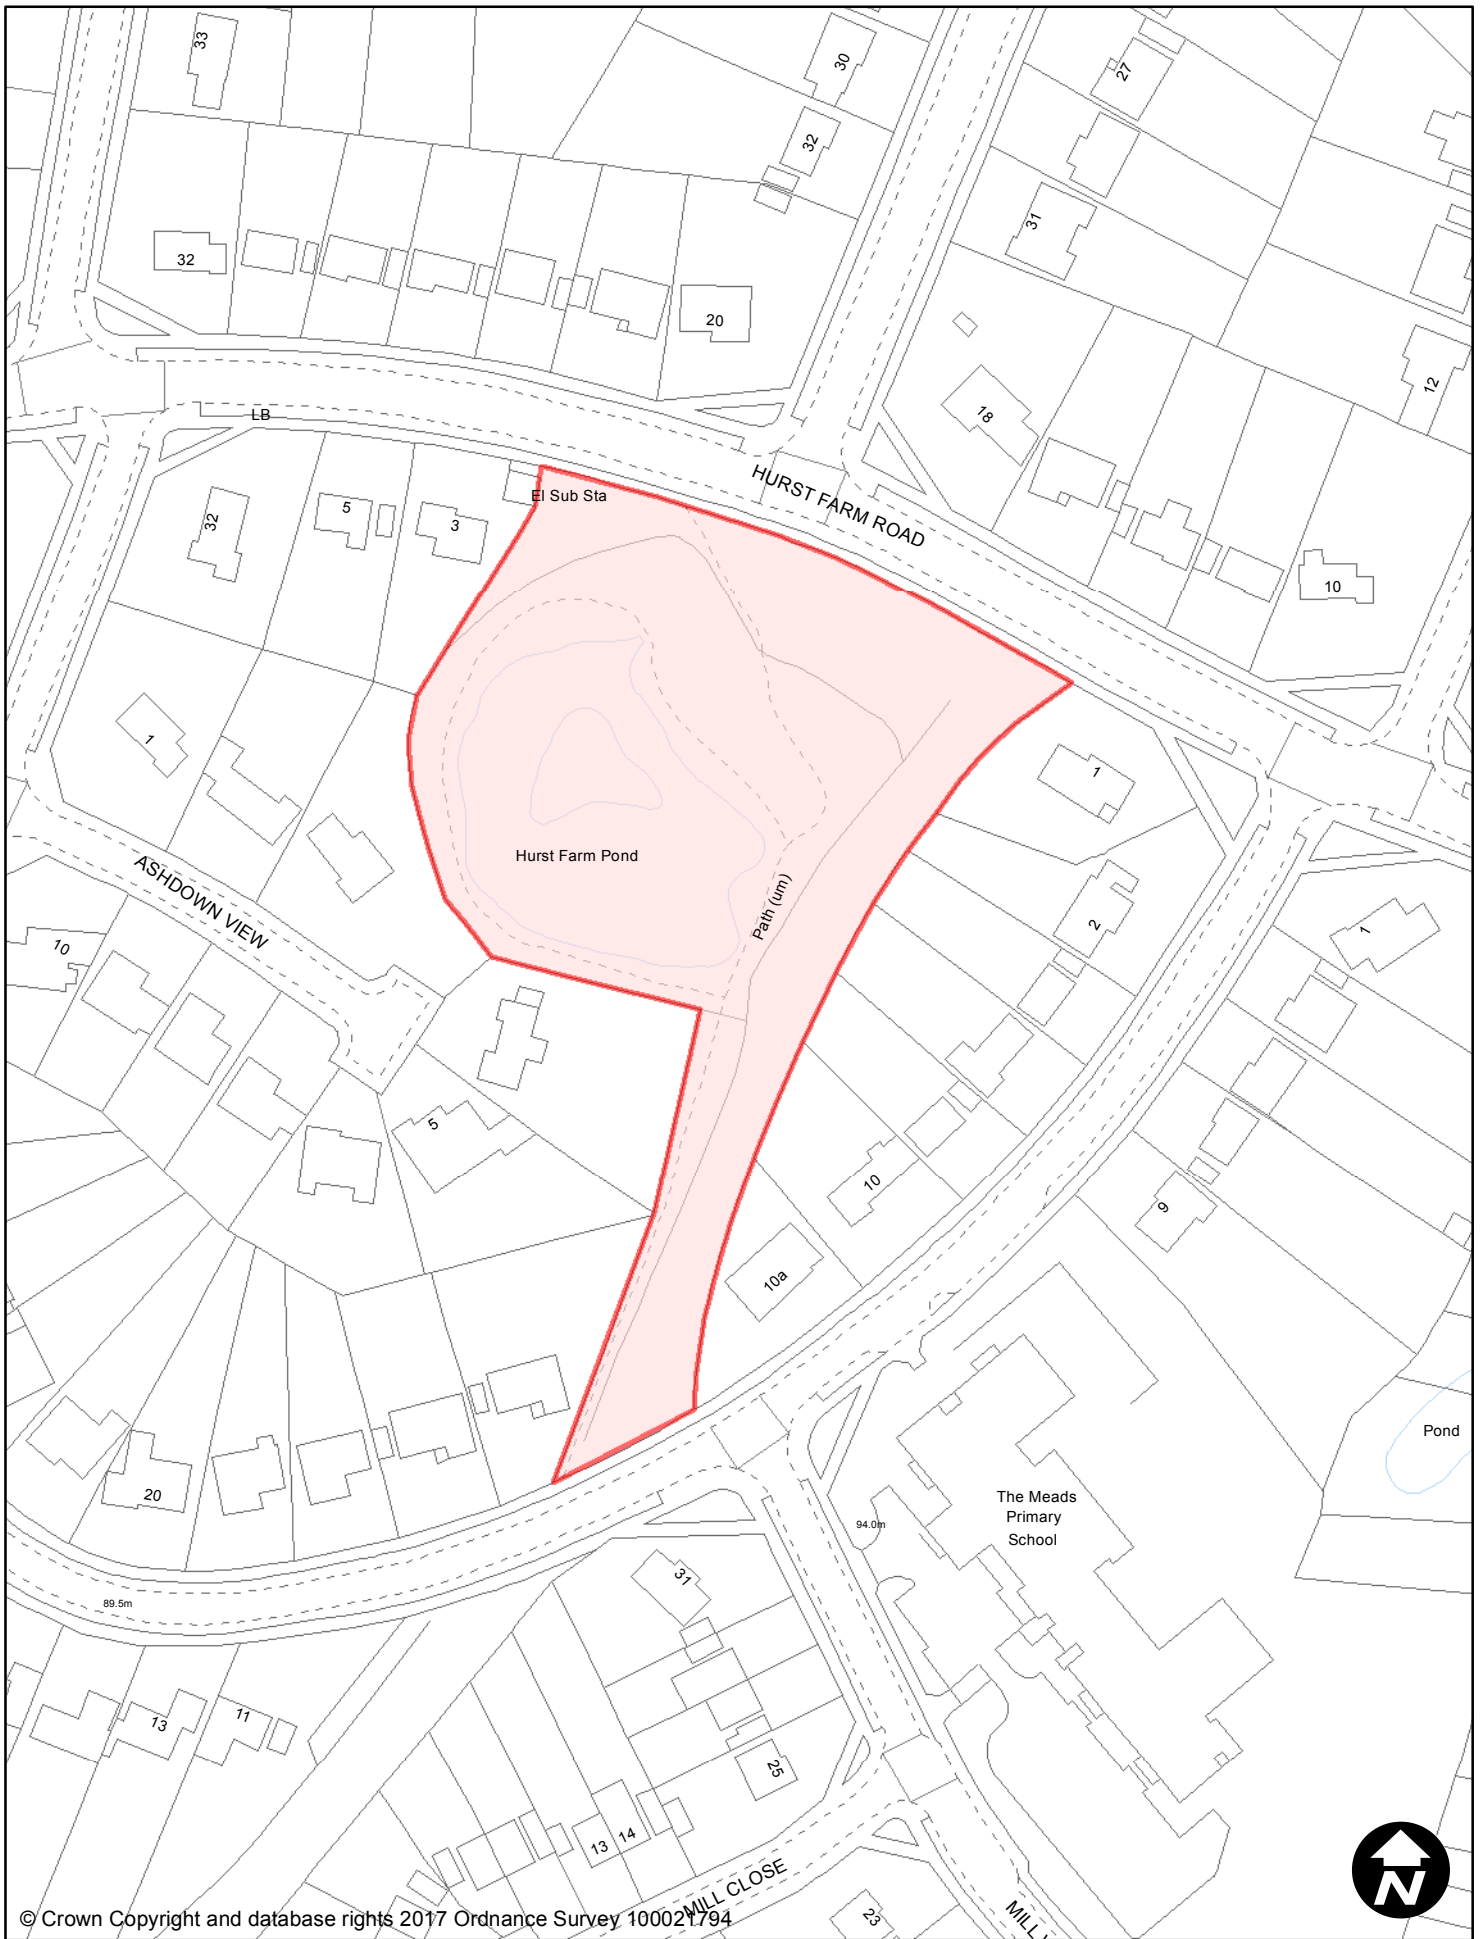 33
30
27
32
31
32
20
12
18
LB
HURST FARM ROAD
El Sub Sta
5
3
32
10
1
1
Hurst Farm Pond
ASHDOWN VIEW
Path (um)
2
1
10
5
10
9
10a
Pond
20
The Meads
Primary
School
94.0m
31
89.5m
13
11
25
13
14
MILL CLOSE
23
MILL
N
© Crown Copyright and database rights 2017 Ordnance Survey 100021794